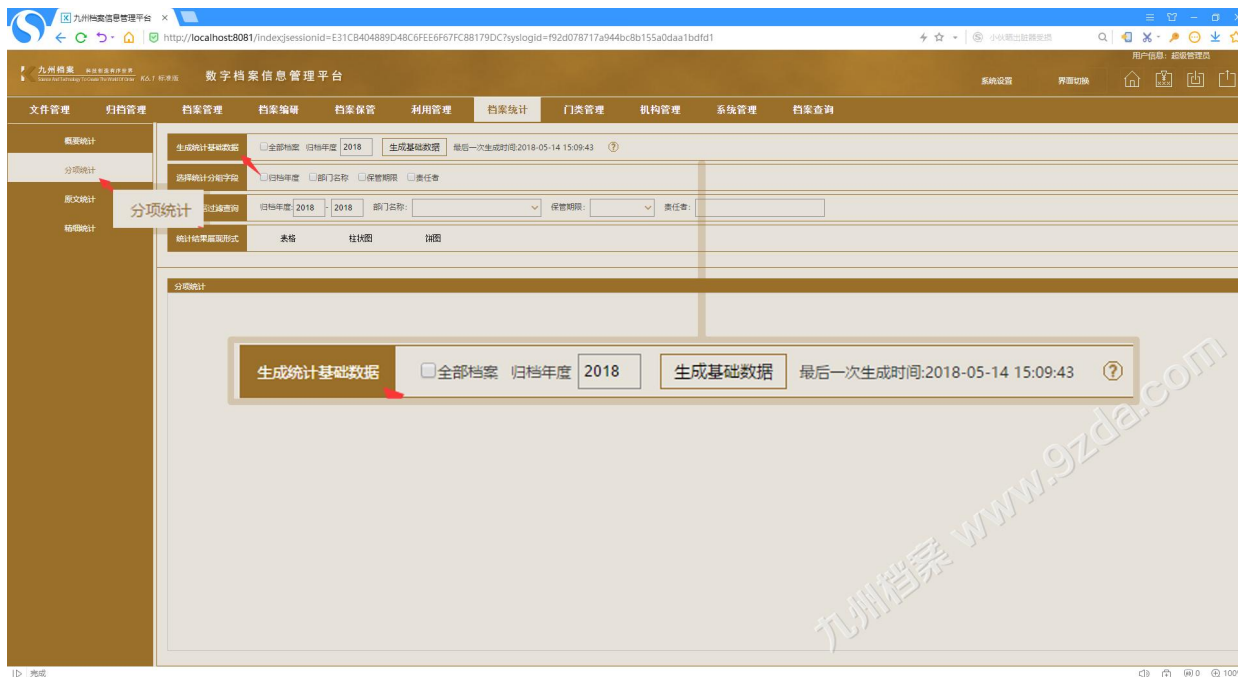 九州档案信息管理平台
http://localhost:8081/index;jsessionid=E31CB404889D48C6FEE6F67FC88179DC?syslogid=f92d078717a944bc8b155a0daa1bdfd1
用户信息：超级管理员
九州档案 K6.7 标准版 数字档案信息管理平台 系统设置 界面切换
文件管理 归档管理 档案管理 档案编研 档案保管 利用管理 档案统计 门类管理 机构管理 系统管理 档案查询
概要统计
分项统计
原文统计
分项统计
生成统计基础数据 全部档案 归档年度 2018 生成基础数据 最后一次生成时间:2018-05-14 15:09:43 ?
选择统计分组字段 归档年度 部门名称 保管期限 责任者
过滤查询 归档年度: 2018 - 2018 部门名称: 保管期限: 责任者:
统计结果展现形式 表格 柱状图 饼图
分项统计
生成统计基础数据 全部档案 归档年度 2018 生成基础数据 最后一次生成时间:2018-05-14 15:09:43 ?
九州档案 www.9zda.com
完成 0 100%